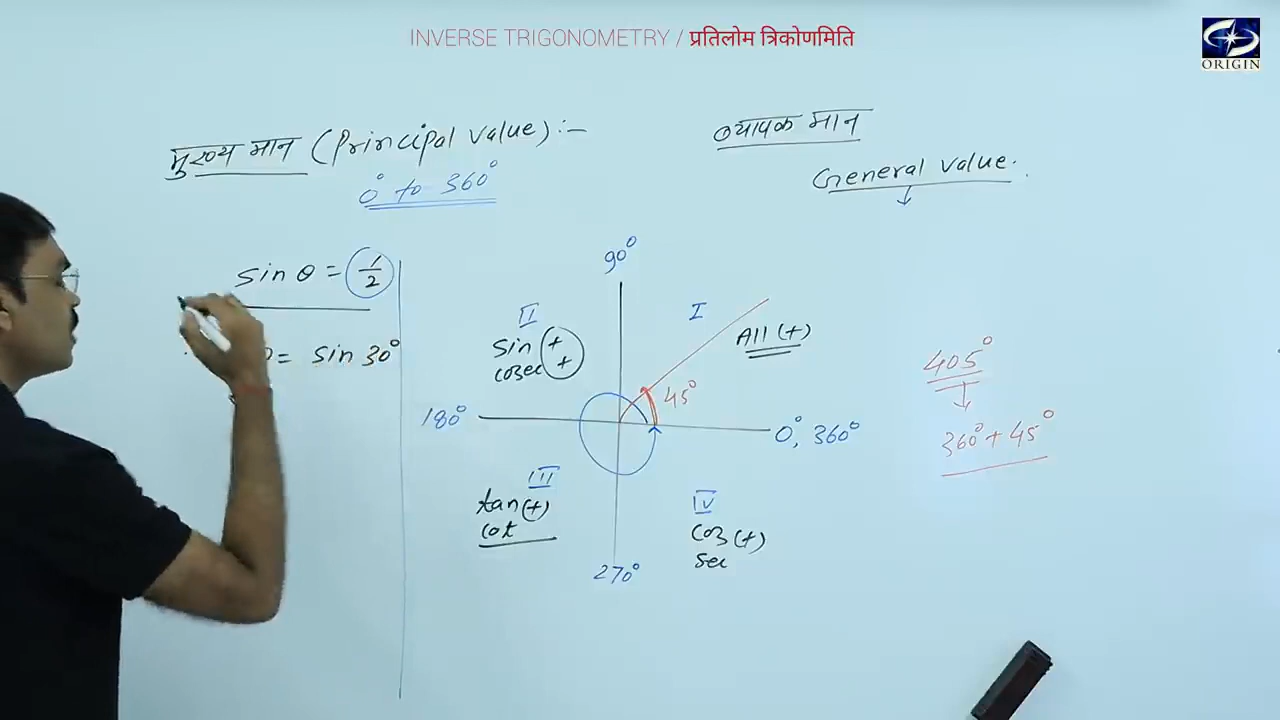 INVERSE TRIGONOMETRY / प्रतिलोम त्रिकोणमिति
ORIGIN
मुख्य मान (Principal value):-
0° to 360°
व्यापक मान
General value.
sin θ = 1/2
= sin 30°
90°
I
All (+)
II
sin +
cosec +
45°
180°
0°, 360°
III
tan (+)
cot
IV
cos (+)
sec
270°
405°
360° + 45°